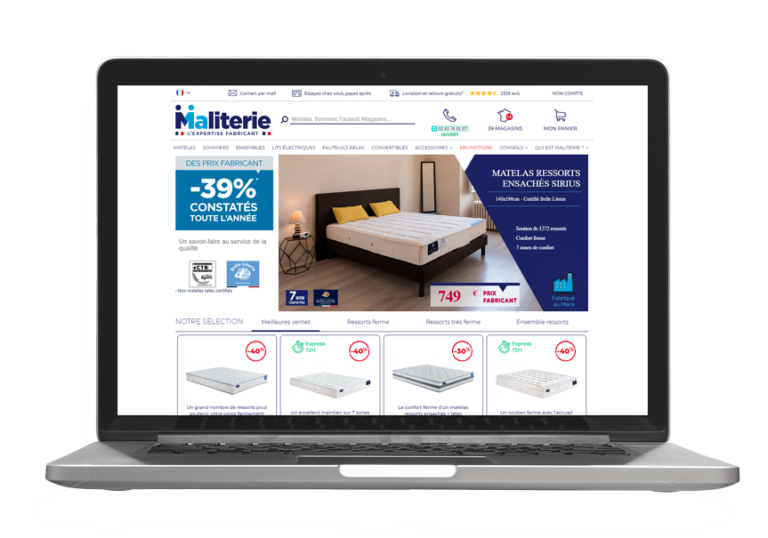 Contact par mail
Essayez chez vous, payez après
Livraison et retours gratuits*
2359 avis
MON COMPTE
Maliterie
L'EXPERTISE FABRICANT
Matelas, Sommier, Fauteuil, Magasins...
02 43 74 01 07
OUVERT
39 MAGASINS
MON PANIER
MATELAS SOMMIERS ENSEMBLES LITS ÉLECTRIQUES FAUTEUILS RELAX CONVERTIBLES ACCESSOIRES PROMOTIONS CONSEILS QUI EST MALITERIE ?
DES PRIX FABRICANT
-39%*
CONSTATÉS
TOUTE L'ANNÉE
Un savoir-faire au service de la
qualité
CTB
Belle Literie
- Nos matelas latex certifiés
MATELAS RESSORTS
ENSACHÉS SIRIUS
140x190cm - Certifié Belle Literie
- Soutien de 1272 ressorts
- Confort ferme
- 7 zones de confort
7 ans
749 €
PRIX
FABRICANT
Fabriqué
au Mans
NOTRE SÉLECTION
Meilleures ventes
Ressorts ferme
Ressorts très ferme
Ensemble ressorts
-40%
Express
72H
-40%
-30%
Express
72H
-40%
Un grand nombre de ressorts pour
soutenir votre corps fermement
Un excellent maintien sur 7 zones
Le confort ferme d'un matelas
ressorts ensachés + latex
Un soutien ferme avec l'accueil